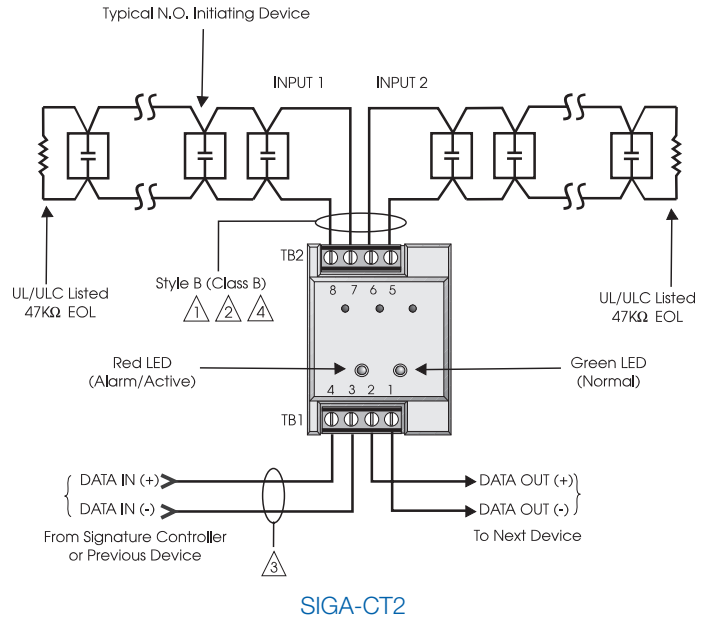 Typical N.O. Initiating Device
INPUT 1
INPUT 2
TB2
8 7 6 5
Style B (Class B)
1 2 4
UL/ULC Listed
47KΩ EOL
UL/ULC Listed
47KΩ EOL
Red LED
(Alarm/Active)
Green LED
(Normal)
4 3 2 1
TB1
DATA IN (+)
DATA IN (-)
DATA OUT (+)
DATA OUT (-)
From Signature Controller
or Previous Device
To Next Device
3
SIGA-CT2